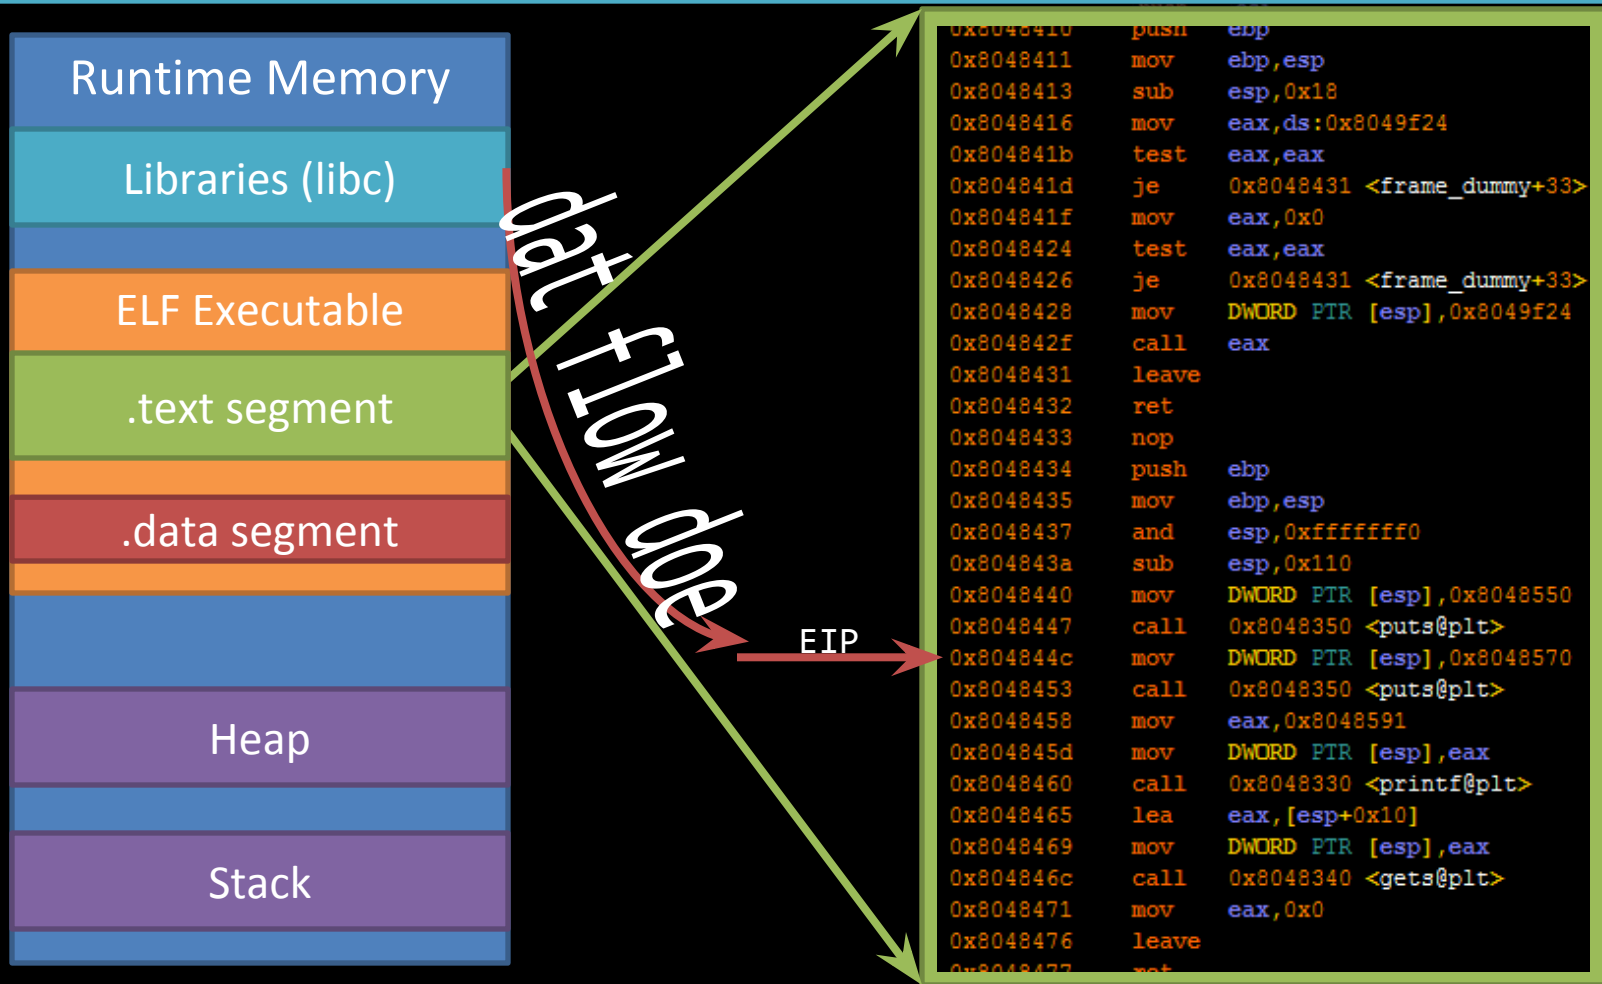 Runtime Memory
Libraries (libc)
ELF Executable
.text segment
.data segment
Heap
Stack
dat flow doe
EIP
0x8048410 push ebp
0x8048411 mov ebp,esp
0x8048413 sub esp,0x18
0x8048416 mov eax,ds:0x8049f24
0x804841b test eax,eax
0x804841d je 0x8048431 <frame_dummy+33>
0x804841f mov eax,0x0
0x8048424 test eax,eax
0x8048426 je 0x8048431 <frame_dummy+33>
0x8048428 mov DWORD PTR [esp],0x8049f24
0x804842f call eax
0x8048431 leave
0x8048432 ret
0x8048433 nop
0x8048434 push ebp
0x8048435 mov ebp,esp
0x8048437 and esp,0xfffffff0
0x804843a sub esp,0x110
0x8048440 mov DWORD PTR [esp],0x8048550
0x8048447 call 0x8048350 <puts@plt>
0x804844c mov DWORD PTR [esp],0x8048570
0x8048453 call 0x8048350 <puts@plt>
0x8048458 mov eax,0x8048591
0x804845d mov DWORD PTR [esp],eax
0x8048460 call 0x8048330 <printf@plt>
0x8048465 lea eax,[esp+0x10]
0x8048469 mov DWORD PTR [esp],eax
0x804846c call 0x8048340 <gets@plt>
0x8048471 mov eax,0x0
0x8048476 leave
0x8048477 ret